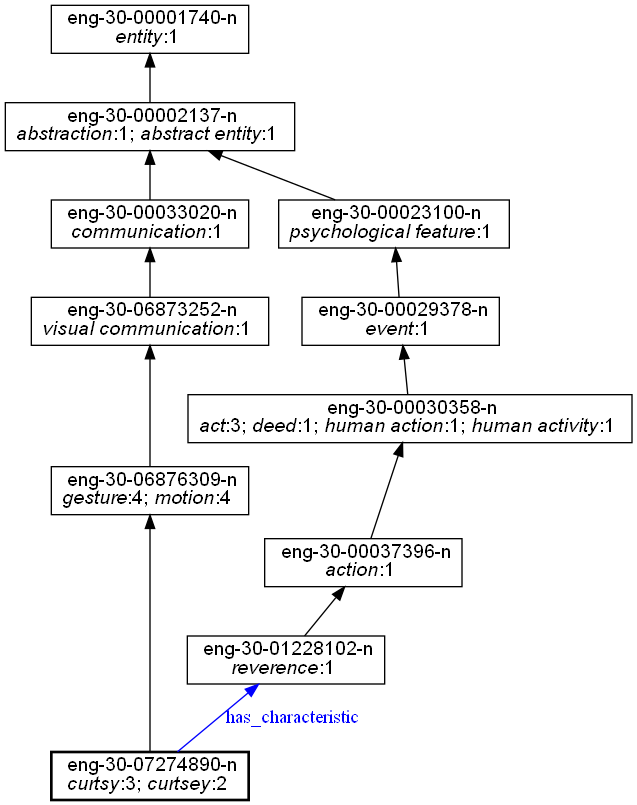 eng-30-00001740-n
entity:1
eng-30-00002137-n
abstraction:1; abstract entity:1
eng-30-00033020-n
communication:1
eng-30-00023100-n
psychological feature:1
eng-30-06873252-n
visual communication:1
eng-30-00029378-n
event:1
eng-30-00030358-n
act:3; deed:1; human action:1; human activity:1
eng-30-06876309-n
gesture:4; motion:4
eng-30-00037396-n
action:1
eng-30-01228102-n
reverence:1
has_characteristic
eng-30-07274890-n
curtsy:3; curtsey:2